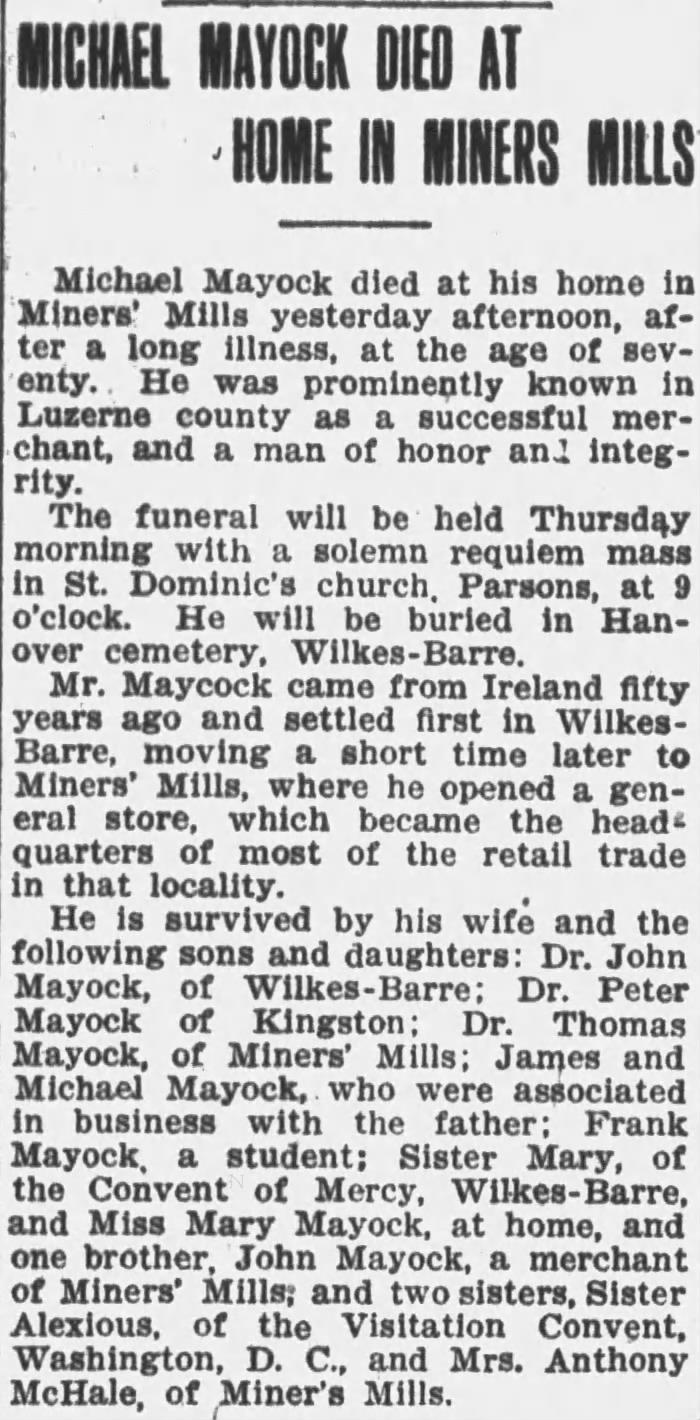 MICHAEL MAYOCK DIED AT
HOME IN MINERS MILLS
Michael Mayock died at his home in
Miners' Mills yesterday afternoon, af-
ter a long illness, at the age of sev-
enty. He was prominently known in
Luzerne county as a successful mer-
chant, and a man of honor and integ-
rity.
The funeral will be held Thursday
morning with a solemn requiem mass
in St. Dominic's church, Parsons, at 9
o'clock. He will be buried in Han-
over cemetery, Wilkes-Barre.
Mr. Maycock came from Ireland fifty
years ago and settled first in Wilkes-
Barre, moving a short time later to
Miners' Mills, where he opened a gen-
eral store, which became the head-
quarters of most of the retail trade
in that locality.
He is survived by his wife and the
following sons and daughters: Dr. John
Mayock, of Wilkes-Barre; Dr. Peter
Mayock of Kingston; Dr. Thomas
Mayock, of Miners' Mills; James and
Michael Mayock, who were associated
in business with the father; Frank
Mayock, a student; Sister Mary, of
the Convent of Mercy, Wilkes-Barre,
and Miss Mary Mayock, at home, and
one brother, John Mayock, a merchant
of Miners' Mills; and two sisters, Sister
Alexious, of the Visitation Convent,
Washington, D. C., and Mrs. Anthony
McHale, of Miner's Mills.